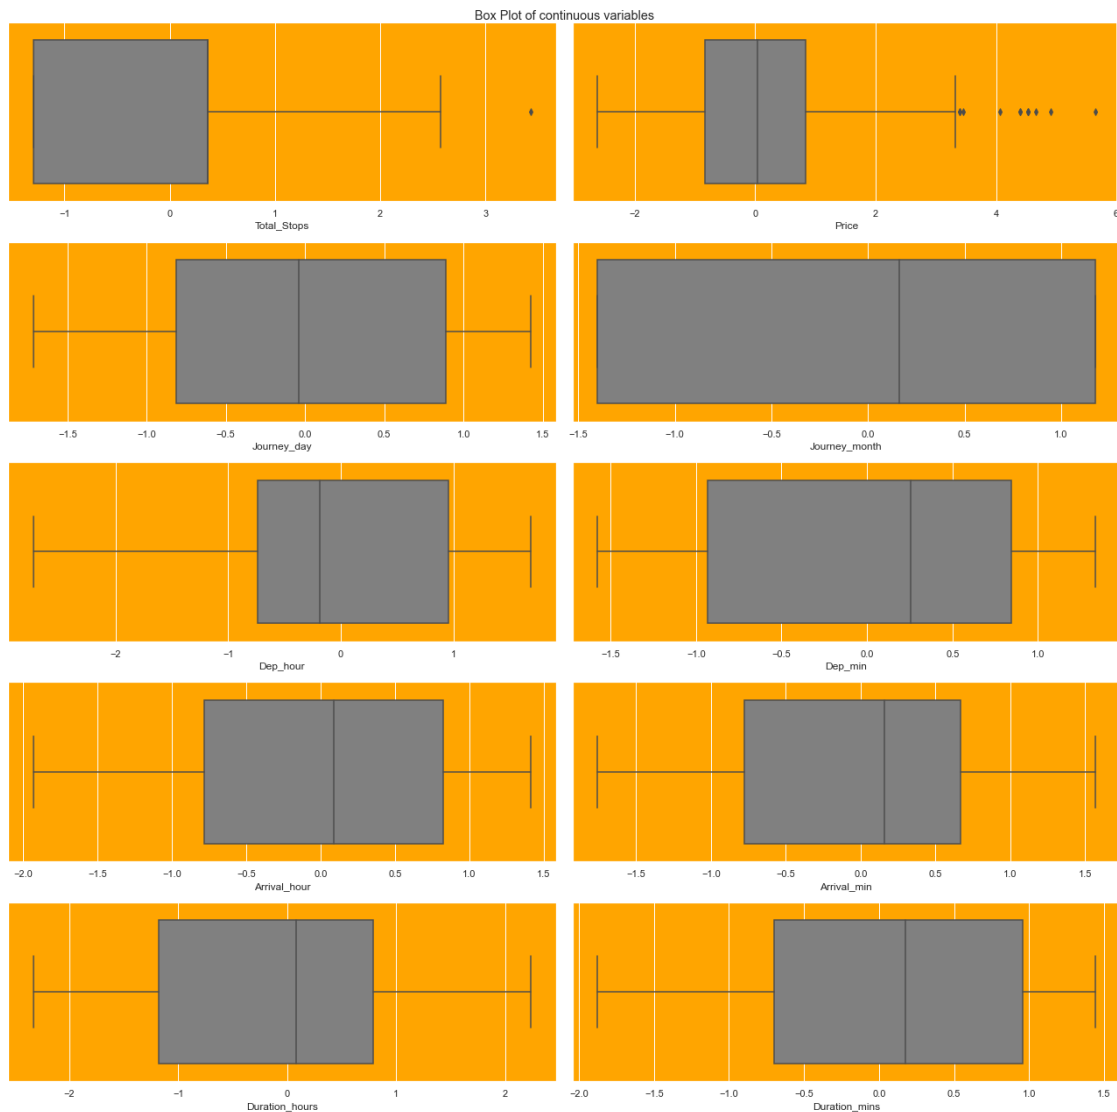 Box Plot of continuous variables
−1 0 1 2 3
Total_Stops
−2 0 2 4 6
Price
−1.5 −1.0 −0.5 0.0 0.5 1.0 1.5
Journey_day
−1.5 −1.0 −0.5 0.0 0.5 1.0
Journey_month
−2 −1 0 1
Dep_hour
−1.5 −1.0 −0.5 0.0 0.5 1.0
Dep_min
−2.0 −1.5 −1.0 −0.5 0.0 0.5 1.0 1.5
Arrival_hour
−1.5 −1.0 −0.5 0.0 0.5 1.0 1.5
Arrival_min
−2 −1 0 1 2
Duration_hours
−2.0 −1.5 −1.0 −0.5 0.0 0.5 1.0 1.5
Duration_mins